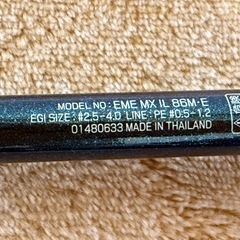 MODEL NO: EME MX IL 86M-E
EGI SIZE: #2.5-4.0 LINE: PE #0.5-1.2
01480633 MADE IN THAILAND